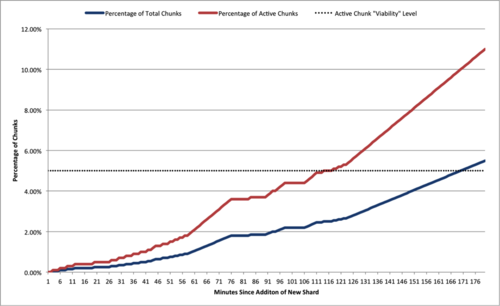 Percentage of Total Chunks Percentage of Active Chunks Active Chunk "Viability" Level
12.00%
10.00%
8.00%
6.00%
4.00%
2.00%
0.00%
Percentage of Chunks
1 6 11 16 21 26 31 36 41 46 51 56 61 66 71 76 81 86 91 96 101 106 111 116 121 126 131 136 141 146 151 156 161 166 171 176
Minutes Since Additon of New Shard